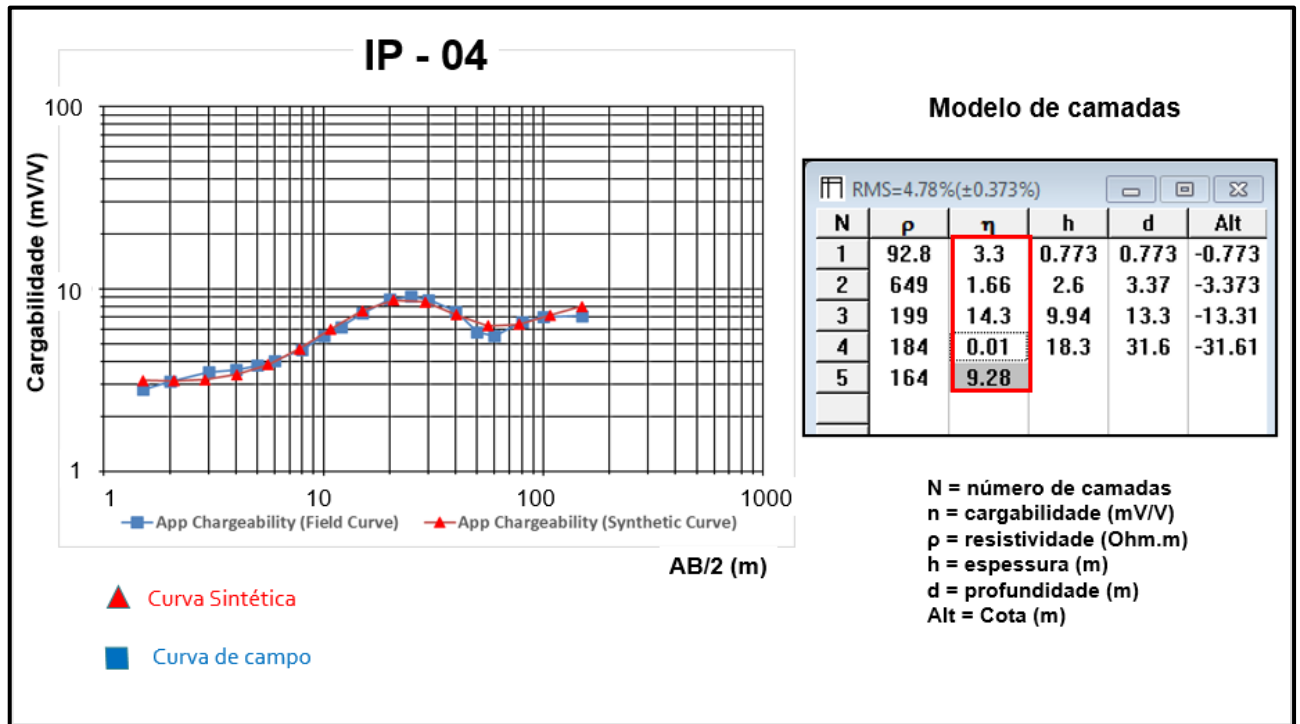 IP - 04
Cargabilidade (mV/V)
100
10
1
1 10 100 1000
App Chargeability (Field Curve) App Chargeability (Synthetic Curve)
AB/2 (m)
Curva Sintética
Curva de campo
Modelo de camadas
RMS=4.78%(±0.373%)
N ρ η h d Alt
1 92.8 3.3 0.773 0.773 -0.773
2 649 1.66 2.6 3.37 -3.373
3 199 14.3 9.94 13.3 -13.31
4 184 0.01 18.3 31.6 -31.61
5 164 9.28
N = número de camadas
n = cargabilidade (mV/V)
ρ = resistividade (Ohm.m)
h = espessura (m)
d = profundidade (m)
Alt = Cota (m)